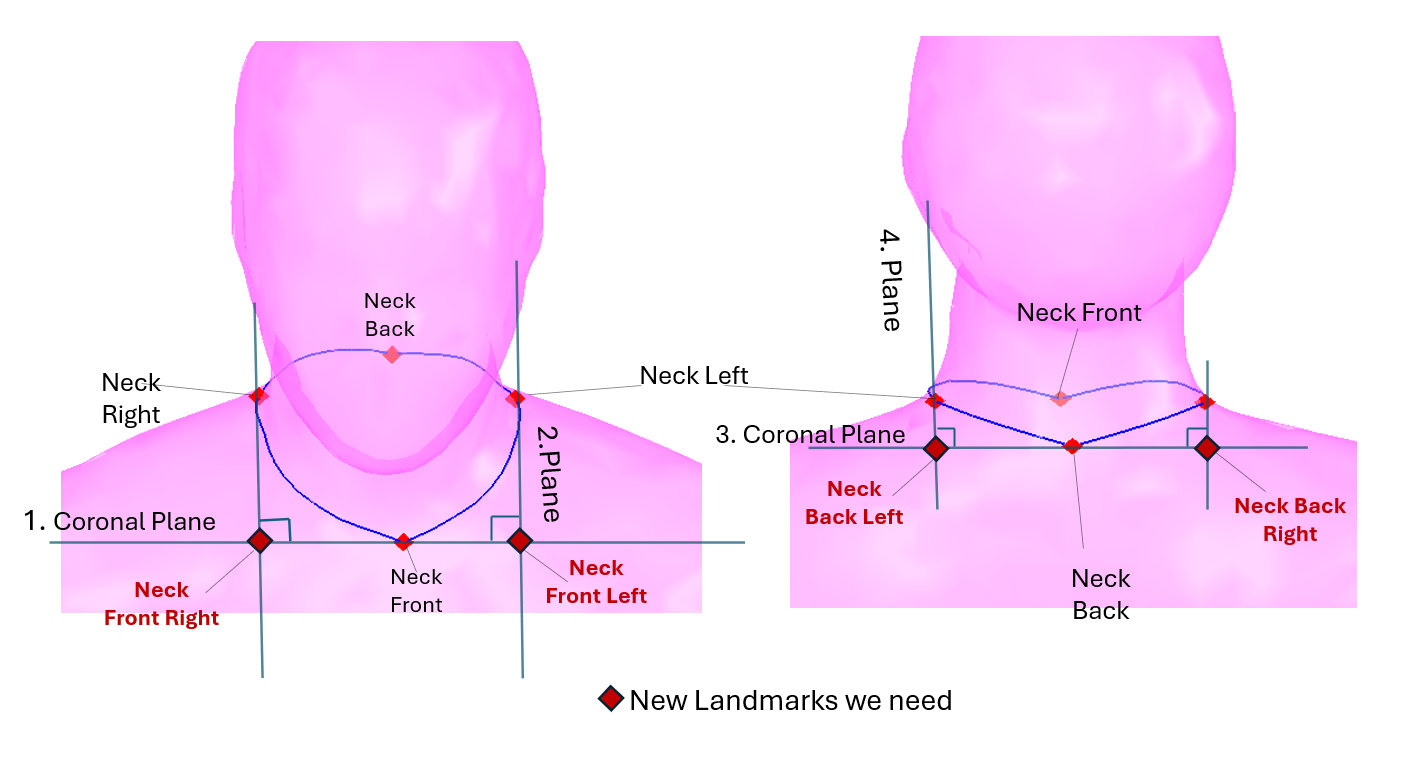 Neck
Back
Neck
Right
Neck Left
2.Plane
1. Coronal Plane
Neck
Front
Neck
Front Right
Neck
Front Left
4. Plane
Neck Front
3. Coronal Plane
Neck
Back Left
Neck Back
Right
Neck
Back
New Landmarks we need